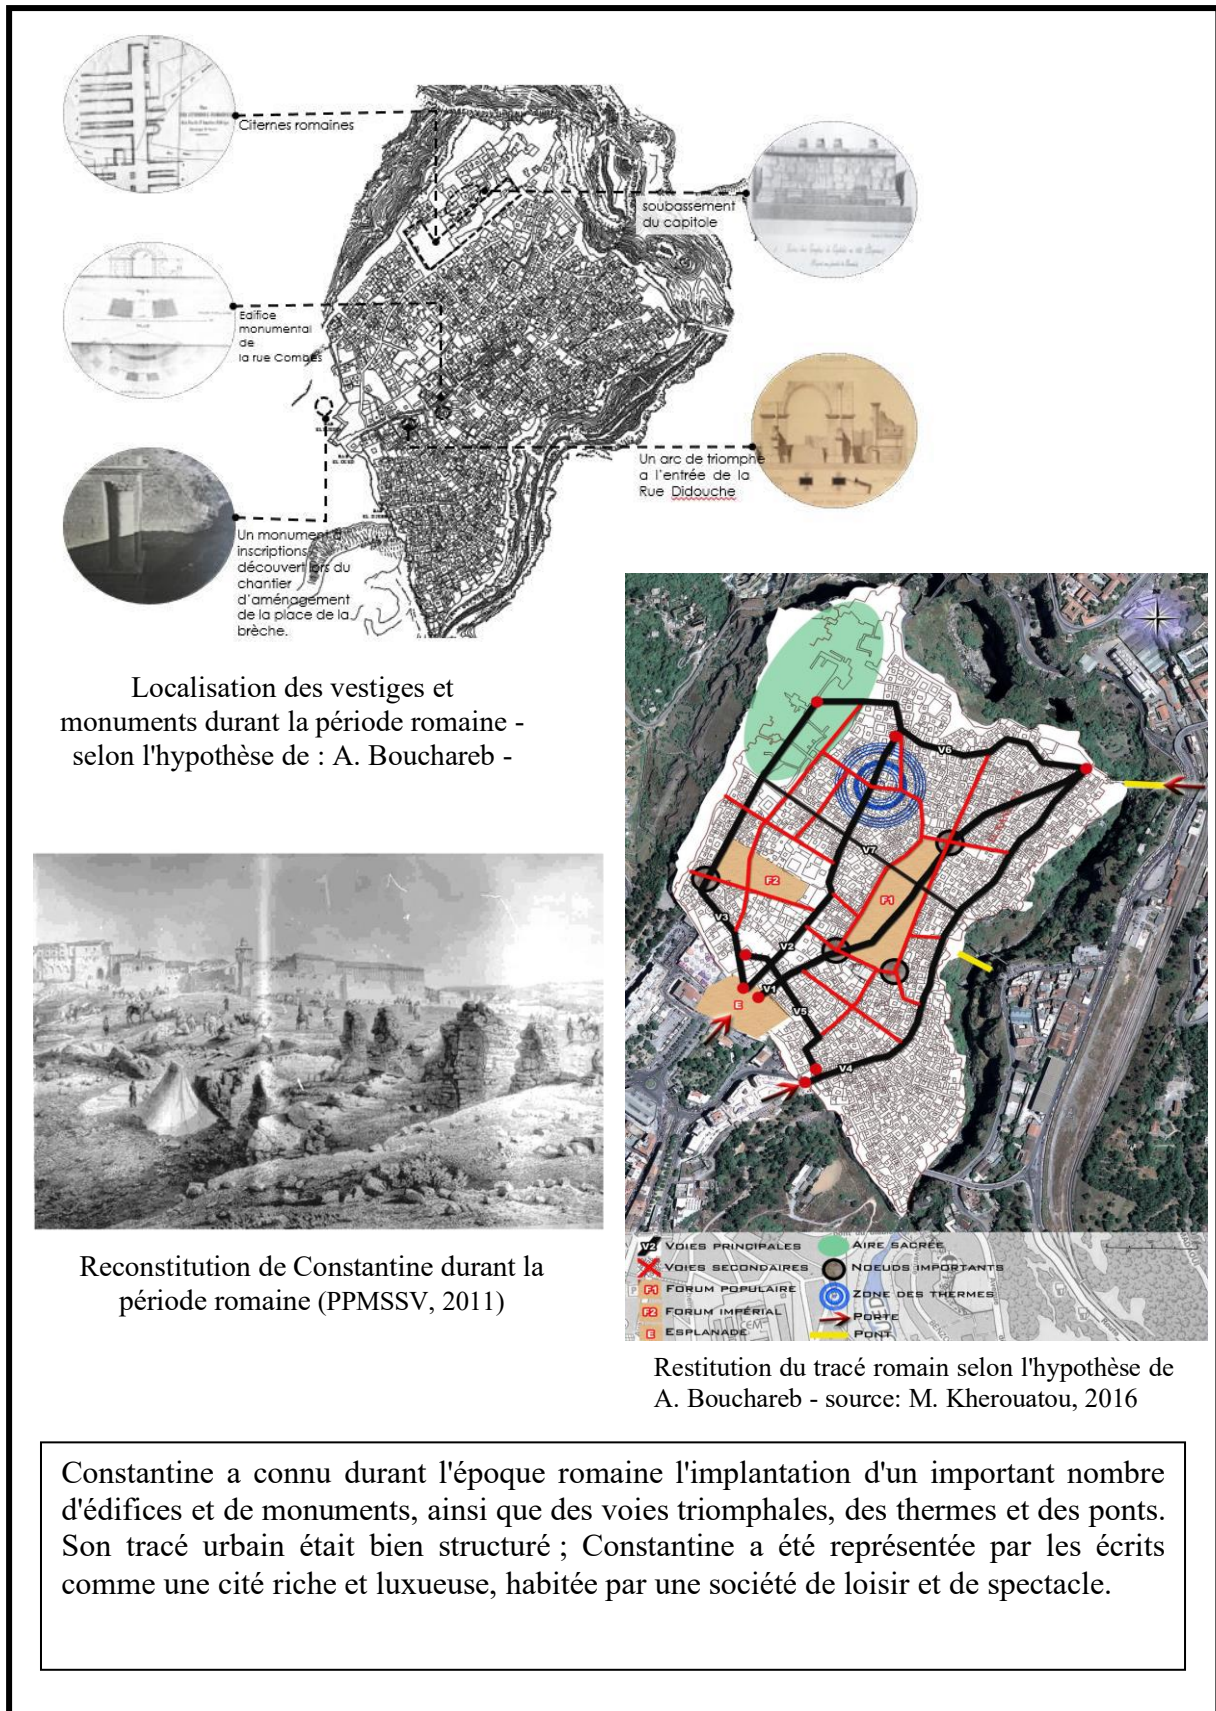 Citernes romaines
soubassement
du capitole
Edifice
monumental
de
la rue Combes
Un arc de triomphe
a l'entrée de la
Rue Didouche
Un monument à
inscriptions
découvert lors du
chantier
d'aménagement
de la place de la
brèche.
Localisation des vestiges et
monuments durant la période romaine -
selon l'hypothèse de : A. Bouchareb -
V6
V7
F2
F1
V3
V2
V1
E
V5
V4
V2 VOIES PRINCIPALES
VOIES SECONDAIRES
F1 FORUM POPULAIRE
F2 FORUM IMPÉRIAL
E ESPLANADE
AIRE SACRÉE
NOEUDS IMPORTANTS
ZONE DES THERMES
PORTE
PONT
Reconstitution de Constantine durant la
période romaine (PPMSSV, 2011)
Restitution du tracé romain selon l'hypothèse de
A. Bouchareb - source: M. Kherouatou, 2016
Constantine a connu durant l'époque romaine l'implantation d'un important nombre
d'édifices et de monuments, ainsi que des voies triomphales, des thermes et des ponts.
Son tracé urbain était bien structuré ; Constantine a été représentée par les écrits
comme une cité riche et luxueuse, habitée par une société de loisir et de spectacle.